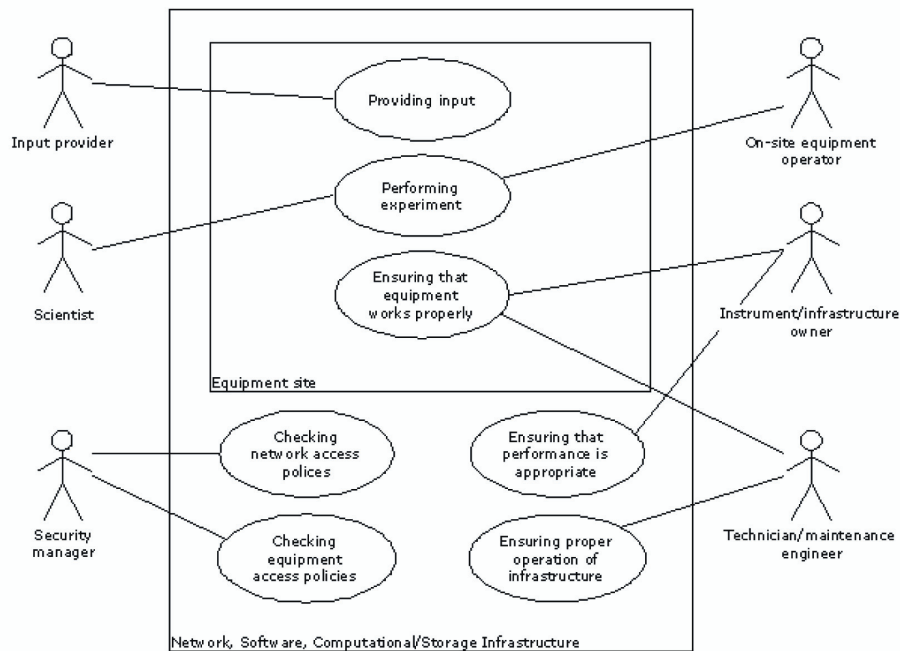 Input provider
Providing input
On-site equipment
operator
Performing
experiment
Scientist
Ensuring that
equipment
works properly
Instrument/infrastructure
owner
Equipment site
Checking
network access
polices
Ensuring that
performance is
appropriate
Security
manager
Checking
equipment
access policies
Ensuring proper
operation of
infrastructure
Technician/maintenance
engineer
Network, Software, Computational/Storage Infrastructure